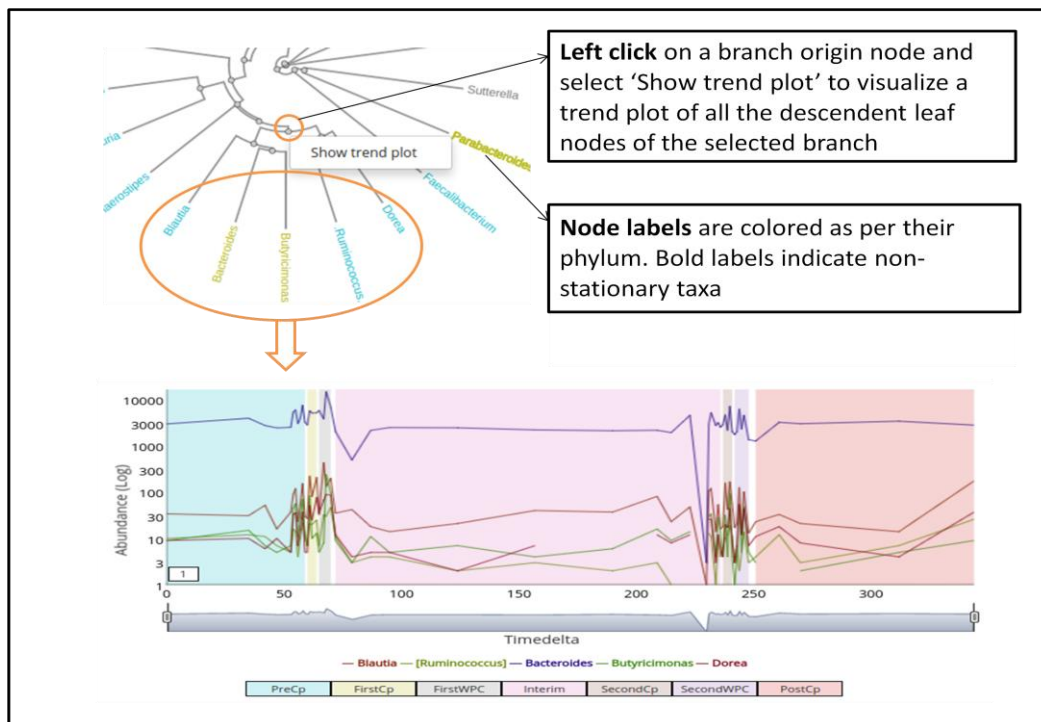 Left click on a branch origin node and
select ‘Show trend plot’ to visualize a
trend plot of all the descendent leaf
nodes of the selected branch
Sutterella
Parabacteroides
Show trend plot
uria
aerostipes
Blautia
Bacteroides
Butyricimonas
Ruminococcus.
Dorea
Faecalibacterium
Node labels are colored as per their
phylum. Bold labels indicate non-
stationary taxa
Abundance (Log)
10000
3000
1000
300
100
30
10
3
1
1
0 50 100 150 200 250 300
Timedelta
Blautia [Ruminococcus] Bacteroides Butyricimonas Dorea
PreCp FirstCp FirstWPC Interim SecondCp SecondWPC PostCp